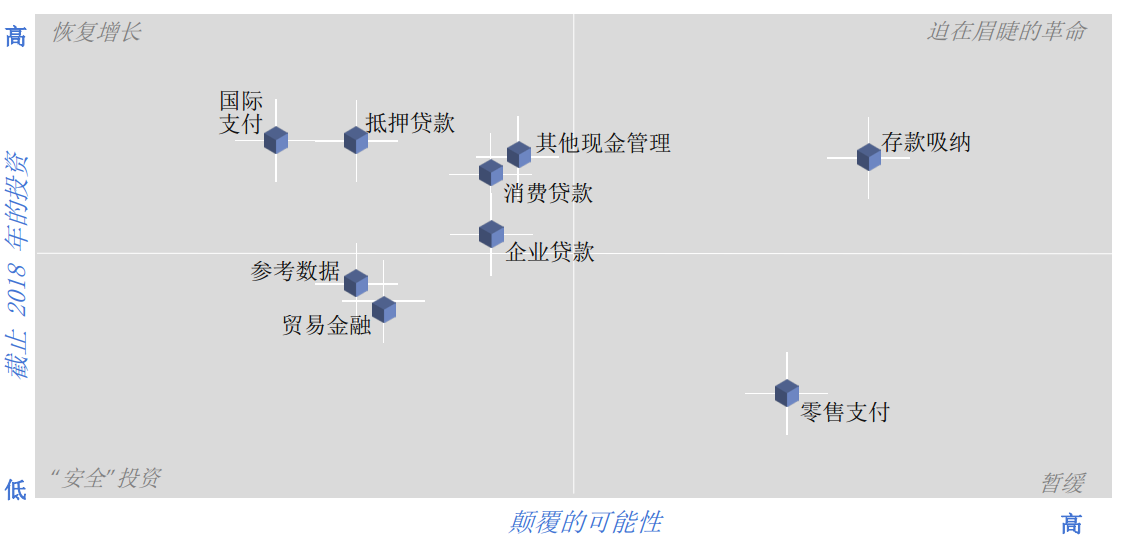 高
恢复增长
迫在眉睫的革命
国际
支付
抵押贷款
其他现金管理
存款吸纳
消费贷款
企业贷款
参考数据
贸易金融
零售支付
截止 2018 年的投资
“安全”投资
暂缓
低
颠覆的可能性
高